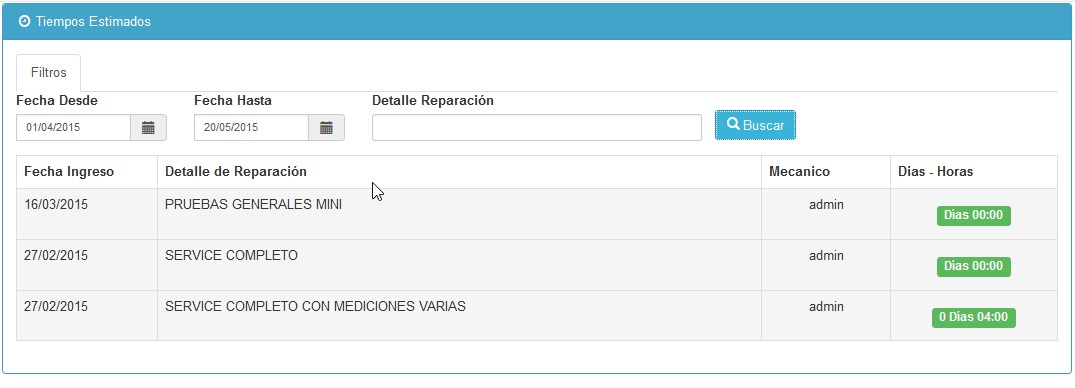 Tiempos Estimados
Filtros
Fecha Desde Fecha Hasta Detalle Reparación
01/04/2015 20/05/2015 Buscar
Fecha Ingreso Detalle de Reparación Mecanico Dias - Horas
16/03/2015 PRUEBAS GENERALES MINI admin Dias 00:00
27/02/2015 SERVICE COMPLETO admin Dias 00:00
27/02/2015 SERVICE COMPLETO CON MEDICIONES VARIAS admin 0 Dias 04:00